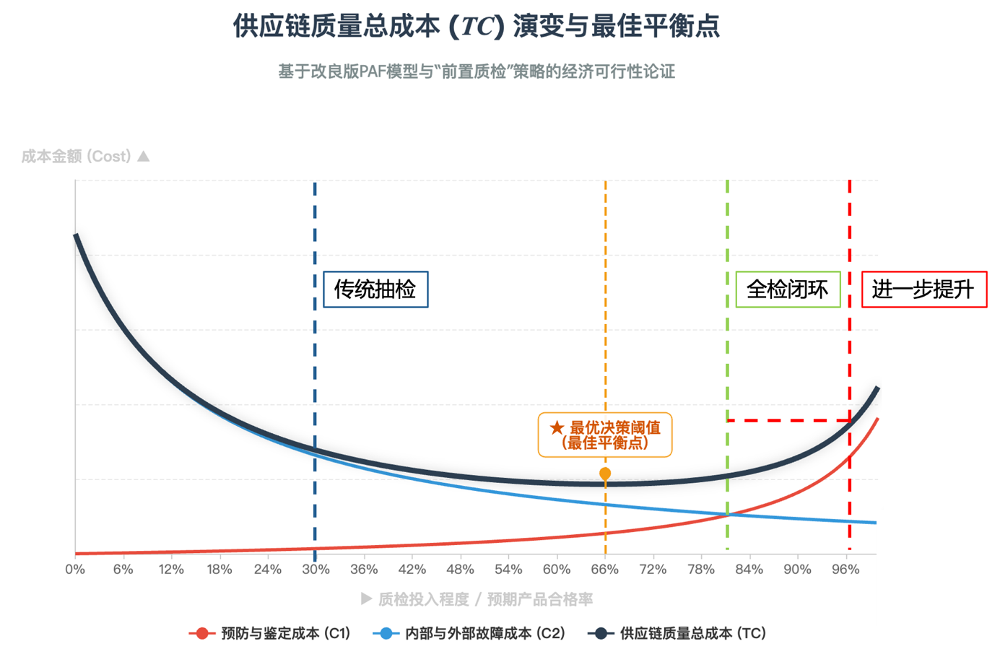 供应链质量总成本 (TC) 演变与最佳平衡点
基于改良版PAF模型与“前置质检”策略的经济可行性论证
成本金额 (Cost) ▲
传统抽检
全检闭环
进一步提升
★ 最优决策阈值
(最佳平衡点)
0% 6% 12% 18% 24% 30% 36% 42% 48% 54% 60% 66% 72% 78% 84% 90% 96%
▶ 质检投入程度 / 预期产品合格率
预防与鉴定成本 (C1) 内部与外部故障成本 (C2) 供应链质量总成本 (TC)